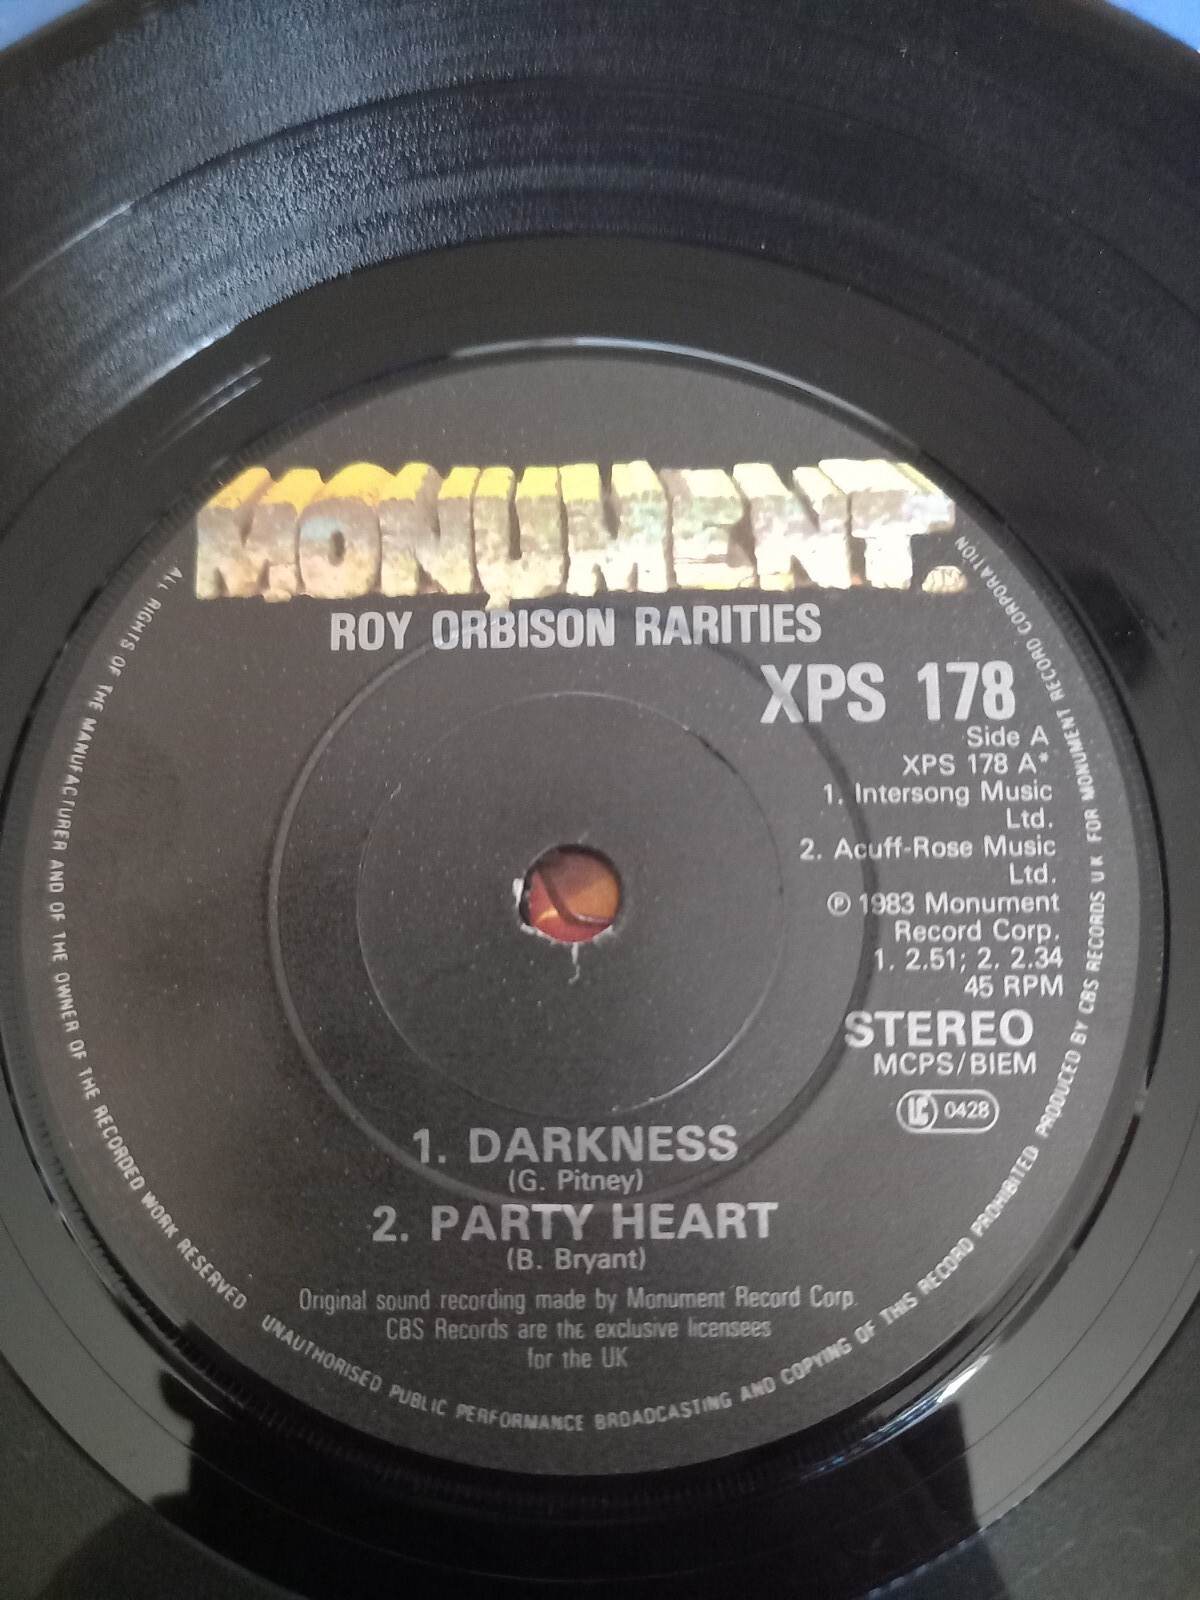 MONUMENT
ROY ORBISON RARITIES
XPS 178
Side A
XPS 178 A*
1. Intersong Music
Ltd.
2. Acuff-Rose Music
Ltd.
℗ 1983 Monument
Record Corp.
1. 2.51; 2. 2.34
45 RPM
STEREO
MCPS/BIEM
LC 0428
1. DARKNESS
(G. Pitney)
2. PARTY HEART
(B. Bryant)
Original sound recording made by Monument Record Corp.
CBS Records are the exclusive licensees
for the UK
ALL RIGHTS OF THE MANUFACTURER AND OF THE OWNER OF THE RECORDED WORK RESERVED UNAUTHORISED PUBLIC PERFORMANCE BROADCASTING AND COPYING OF THIS RECORD PROHIBITED PRODUCED BY CBS RECORDS UK FOR MONUMENT RECORD CORPORATION